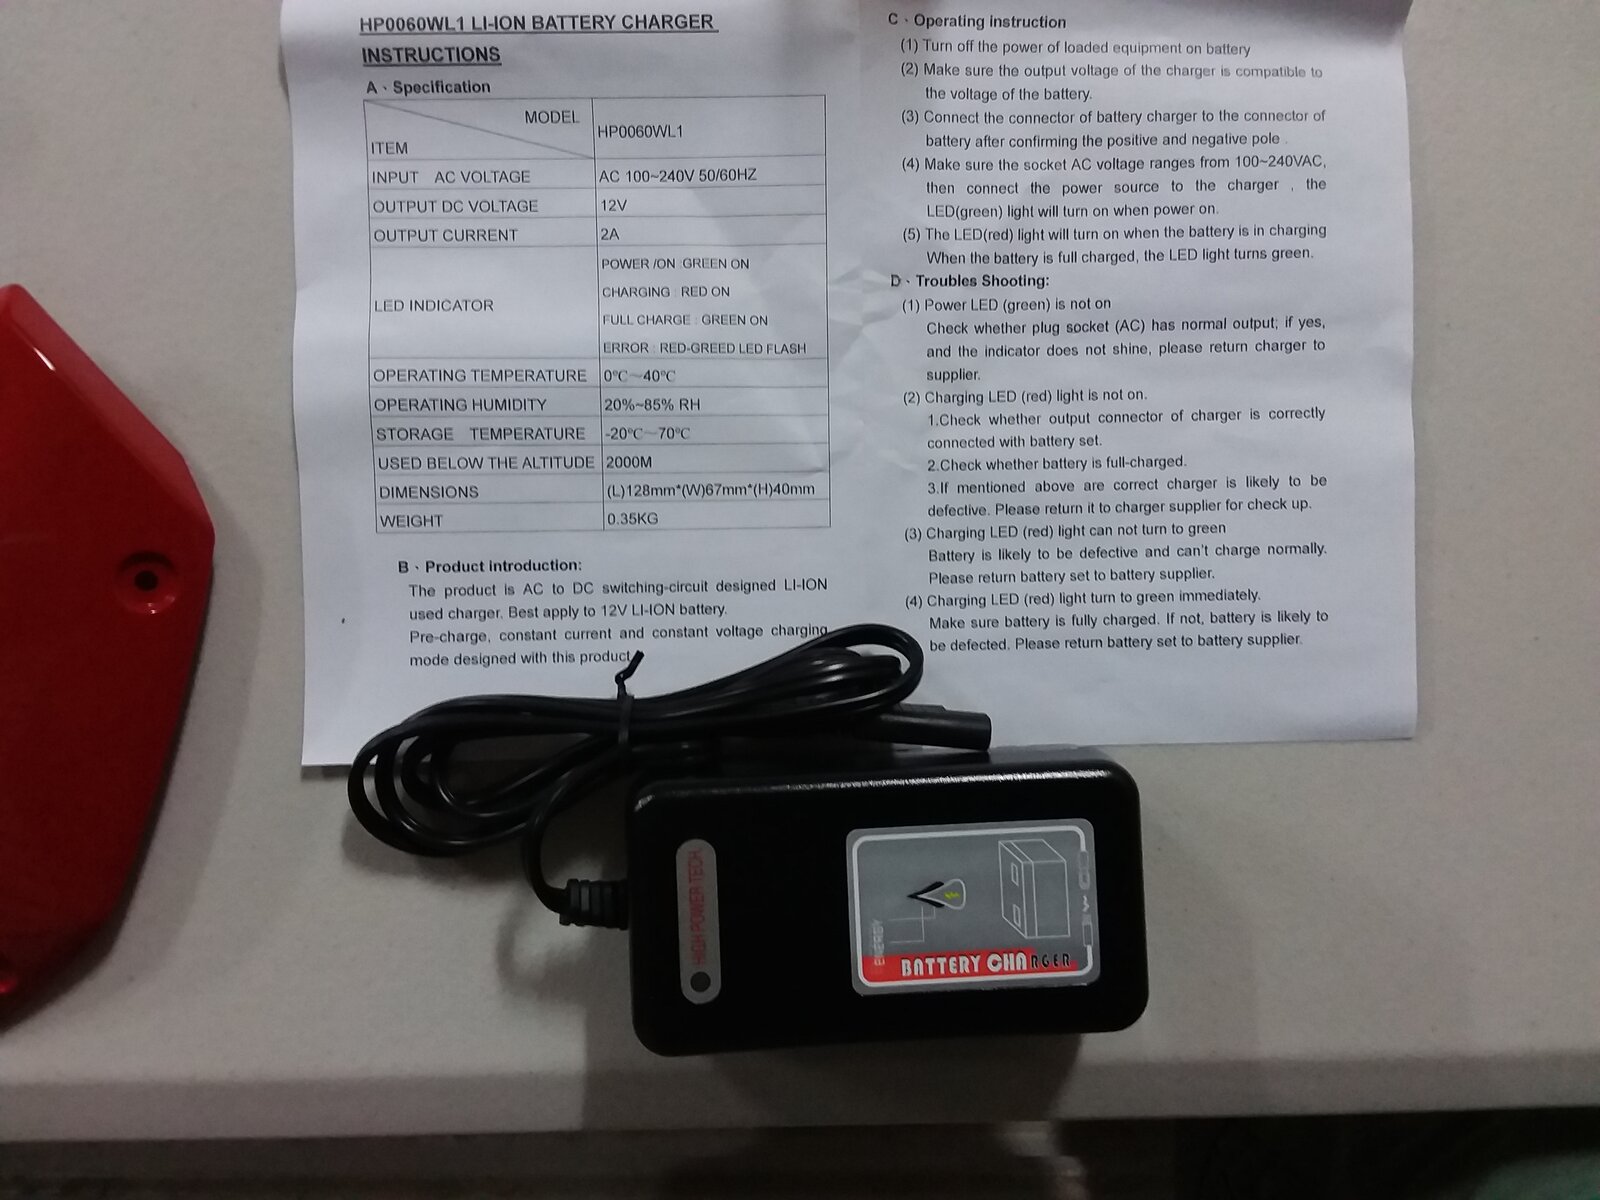 HP0060WL1 LI-ION BATTERY CHARGER
INSTRUCTIONS
A、Specification
MODEL
ITEM
HP0060WL1
INPUT AC VOLTAGE AC 100~240V 50/60HZ
OUTPUT DC VOLTAGE 12V
OUTPUT CURRENT 2A
LED INDICATOR
POWER /ON :GREEN ON
CHARGING : RED ON
FULL CHARGE : GREEN ON
ERROR : RED-GREED LED FLASH
OPERATING TEMPERATURE 0℃~40℃
OPERATING HUMIDITY 20%~85% RH
STORAGE TEMPERATURE -20℃~70℃
USED BELOW THE ALTITUDE 2000M
DIMENSIONS (L)128mm*(W)67mm*(H)40mm
WEIGHT 0.35KG
B、Product introduction:
The product is AC to DC switching-circuit designed LI-ION
used charger. Best apply to 12V LI-ION battery.
Pre-charge, constant current and constant voltage charging
mode designed with this product.
C、Operating instruction
(1) Turn off the power of loaded equipment on battery
(2) Make sure the output voltage of the charger is compatible to
the voltage of the battery.
(3) Connect the connector of battery charger to the connector of
battery after confirming the positive and negative pole .
(4) Make sure the socket AC voltage ranges from 100~240VAC,
then connect the power source to the charger , the
LED(green) light will turn on when power on.
(5) The LED(red) light will turn on when the battery is in charging
When the battery is full charged, the LED light turns green.
D、Troubles Shooting:
(1) Power LED (green) is not on
Check whether plug socket (AC) has normal output; if yes,
and the indicator does not shine, please return charger to
supplier.
(2) Charging LED (red) light is not on.
1.Check whether output connector of charger is correctly
connected with battery set.
2.Check whether battery is full-charged.
3.If mentioned above are correct charger is likely to be
defective. Please return it to charger supplier for check up.
(3) Charging LED (red) light can not turn to green
Battery is likely to be defective and can't charge normally.
Please return battery set to battery supplier.
(4) Charging LED (red) light turn to green immediately.
Make sure battery is fully charged. If not, battery is likely to
be defected. Please return battery set to battery supplier.
HIGH POWER TECH.
ENERGY
BATTERY CHARGER